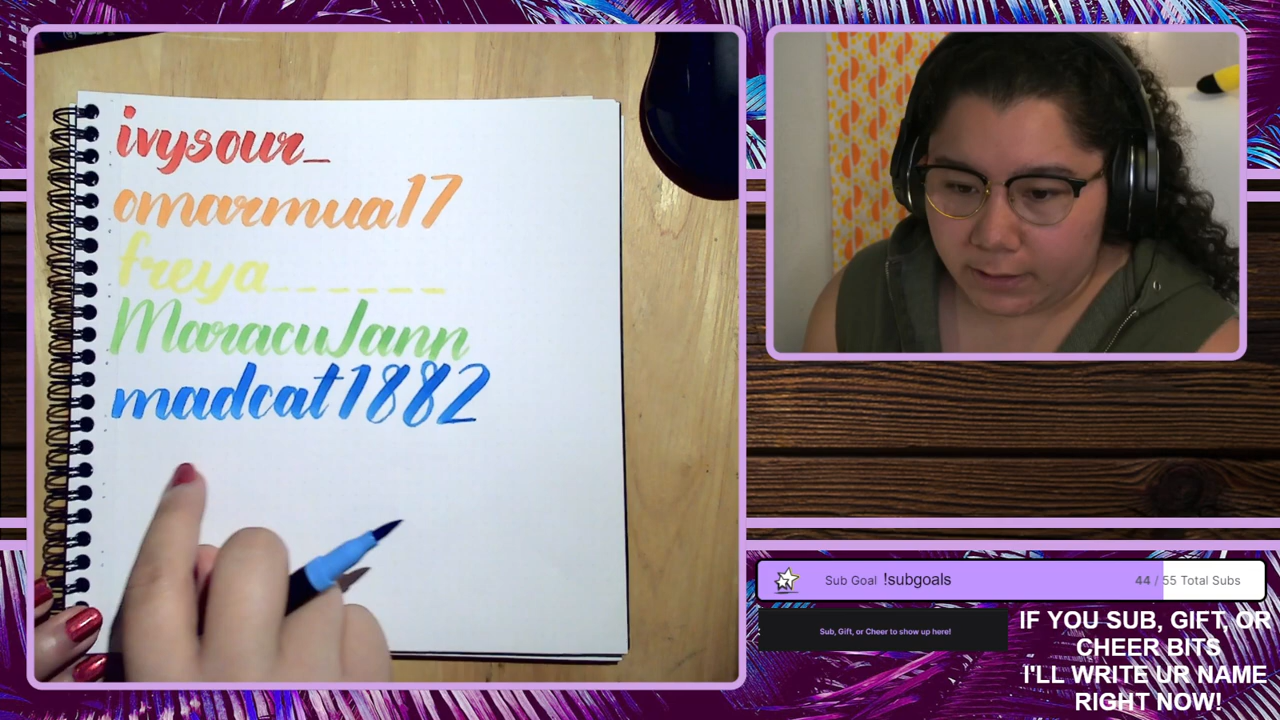 ivysour_
omarmua17
freya______
MaracuJann
madcat1882
Sub Goal !subgoals
44 / 55 Total Subs
Sub, Gift, or Cheer to show up here!
IF YOU SUB, GIFT, OR
CHEER BITS
I'LL WRITE UR NAME
RIGHT NOW!